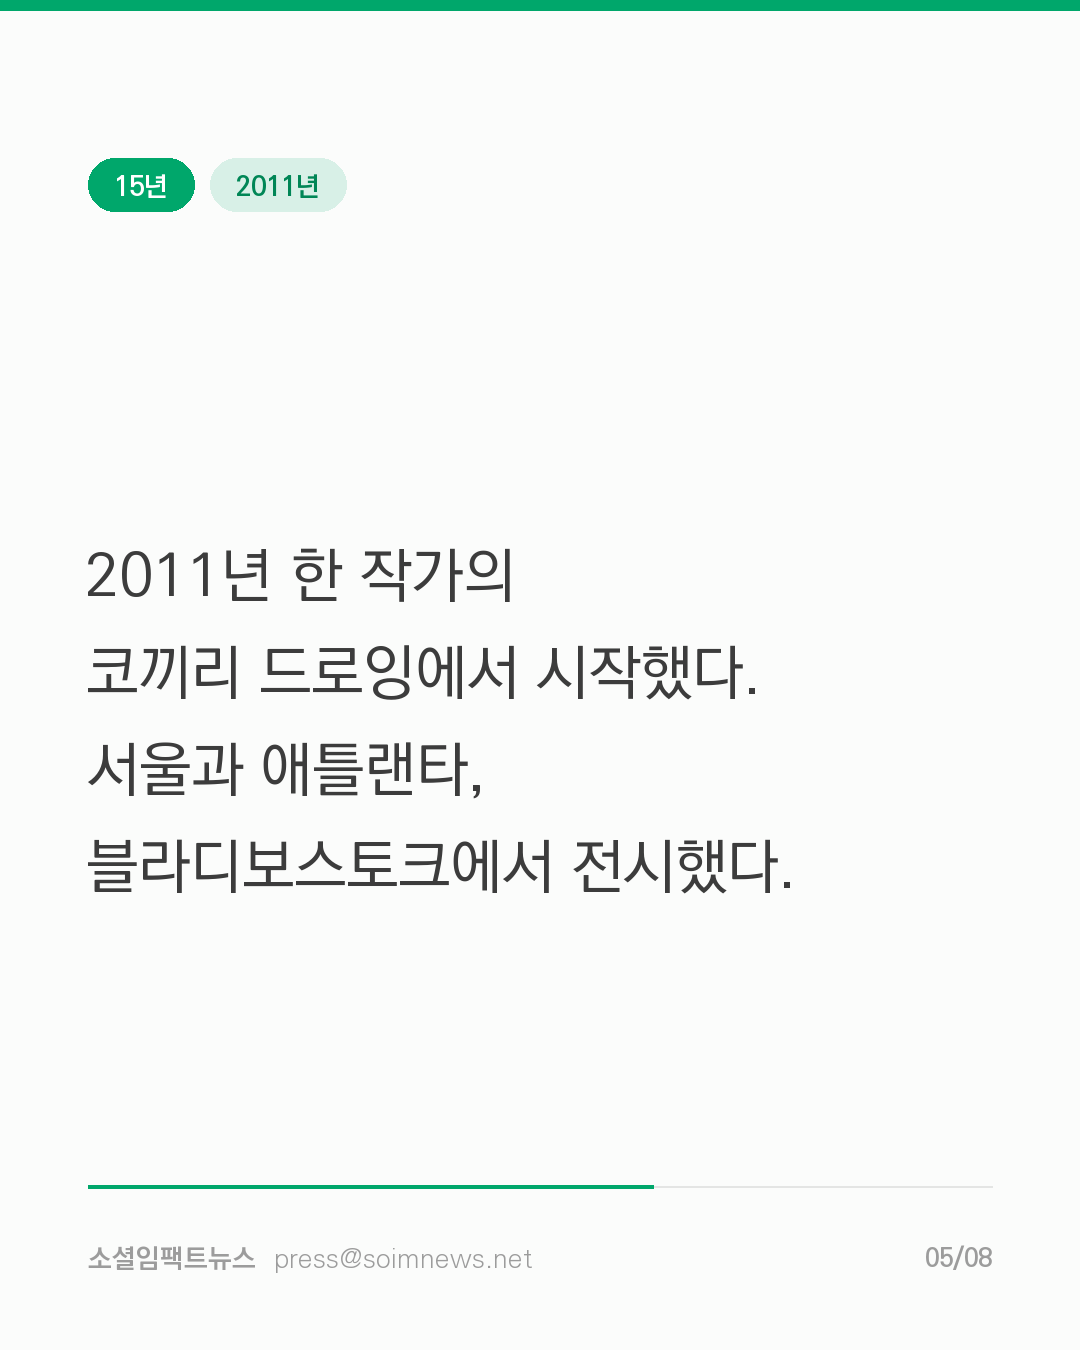 15년 2011년
2011년 한 작가의
코끼리 드로잉에서 시작했다.
서울과 애틀랜타,
블라디보스토크에서 전시했다.
소셜임팩트뉴스 press@soimnews.net 05/08